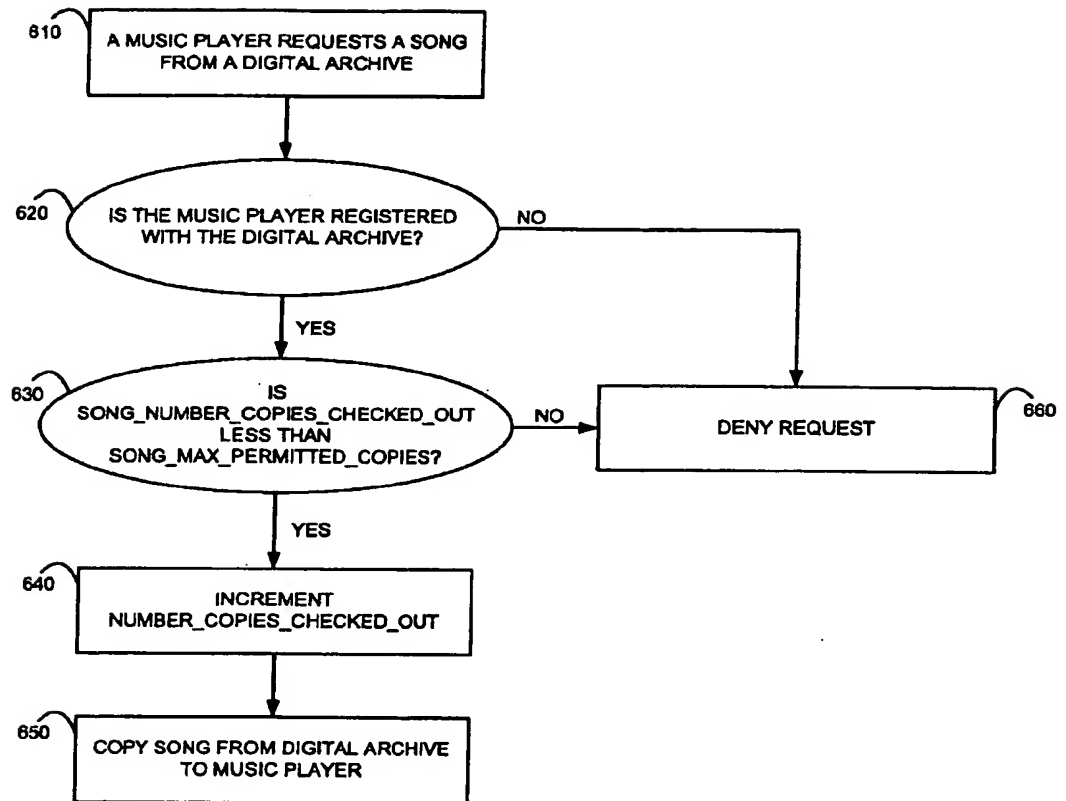 610
A MUSIC PLAYER REQUESTS A SONG
FROM A DIGITAL ARCHIVE
620
IS THE MUSIC PLAYER REGISTERED
WITH THE DIGITAL ARCHIVE?
NO
YES
630
IS
SONG_NUMBER_COPIES_CHECKED_OUT
LESS THAN
SONG_MAX_PERMITTED_COPIES?
NO
DENY REQUEST
660
YES
640
INCREMENT
NUMBER_COPIES_CHECKED_OUT
650
COPY SONG FROM DIGITAL ARCHIVE
TO MUSIC PLAYER